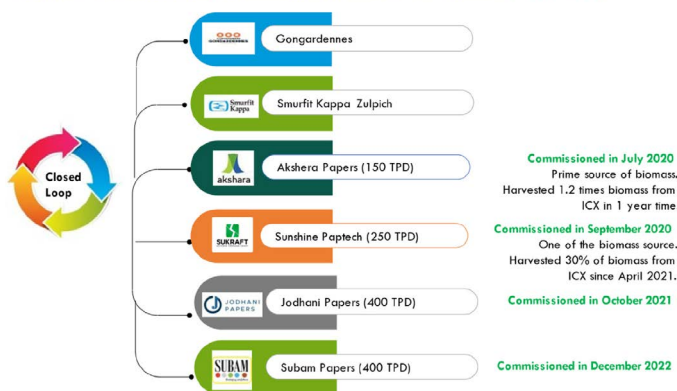 Gongardennes
Smurfit
Kappa
Smurfit Kappa Zulpich
Closed
Loop
akshara
Akshera Papers (150 TPD)
Commissioned in July 2020
Prime source of biomass.
Harvested 1.2 times biomass from
ICX in 1 year time
SUKRAFT
Sunshine Paptech (250 TPD)
Commissioned in September 2020
One of the biomass source.
Harvested 30% of biomass from
ICX since April 2021.
JODHANI
PAPERS
Jodhani Papers (400 TPD)
Commissioned in October 2021
SUBAM
Subam Papers (400 TPD)
Commissioned in December 2022